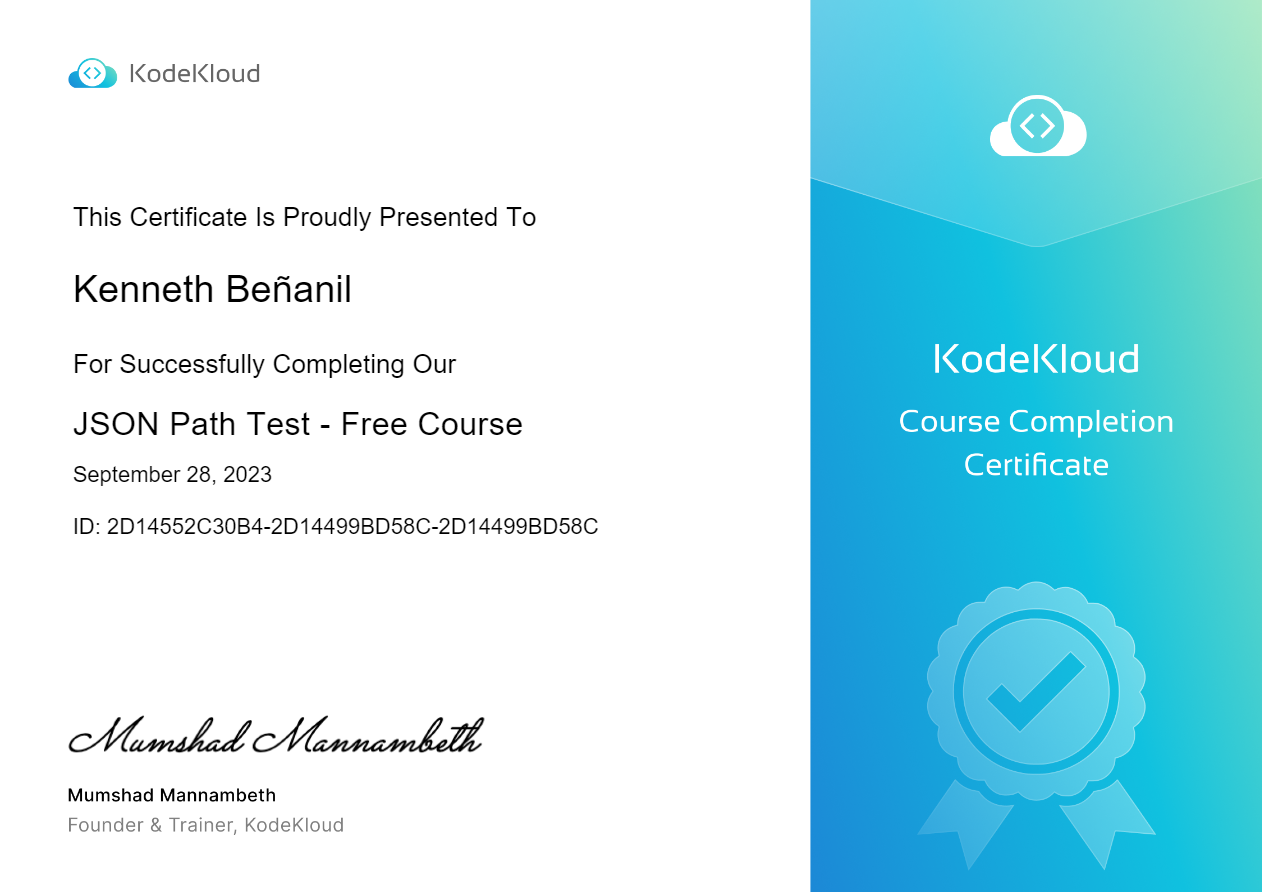 KodeKloud
This Certificate Is Proudly Presented To
Kenneth Beñanil
For Successfully Completing Our
JSON Path Test - Free Course
September 28, 2023
ID: 2D14552C30B4-2D14499BD58C-2D14499BD58C
Mumshad Mannambeth
Mumshad Mannambeth
Founder & Trainer, KodeKloud
KodeKloud
Course Completion
Certificate